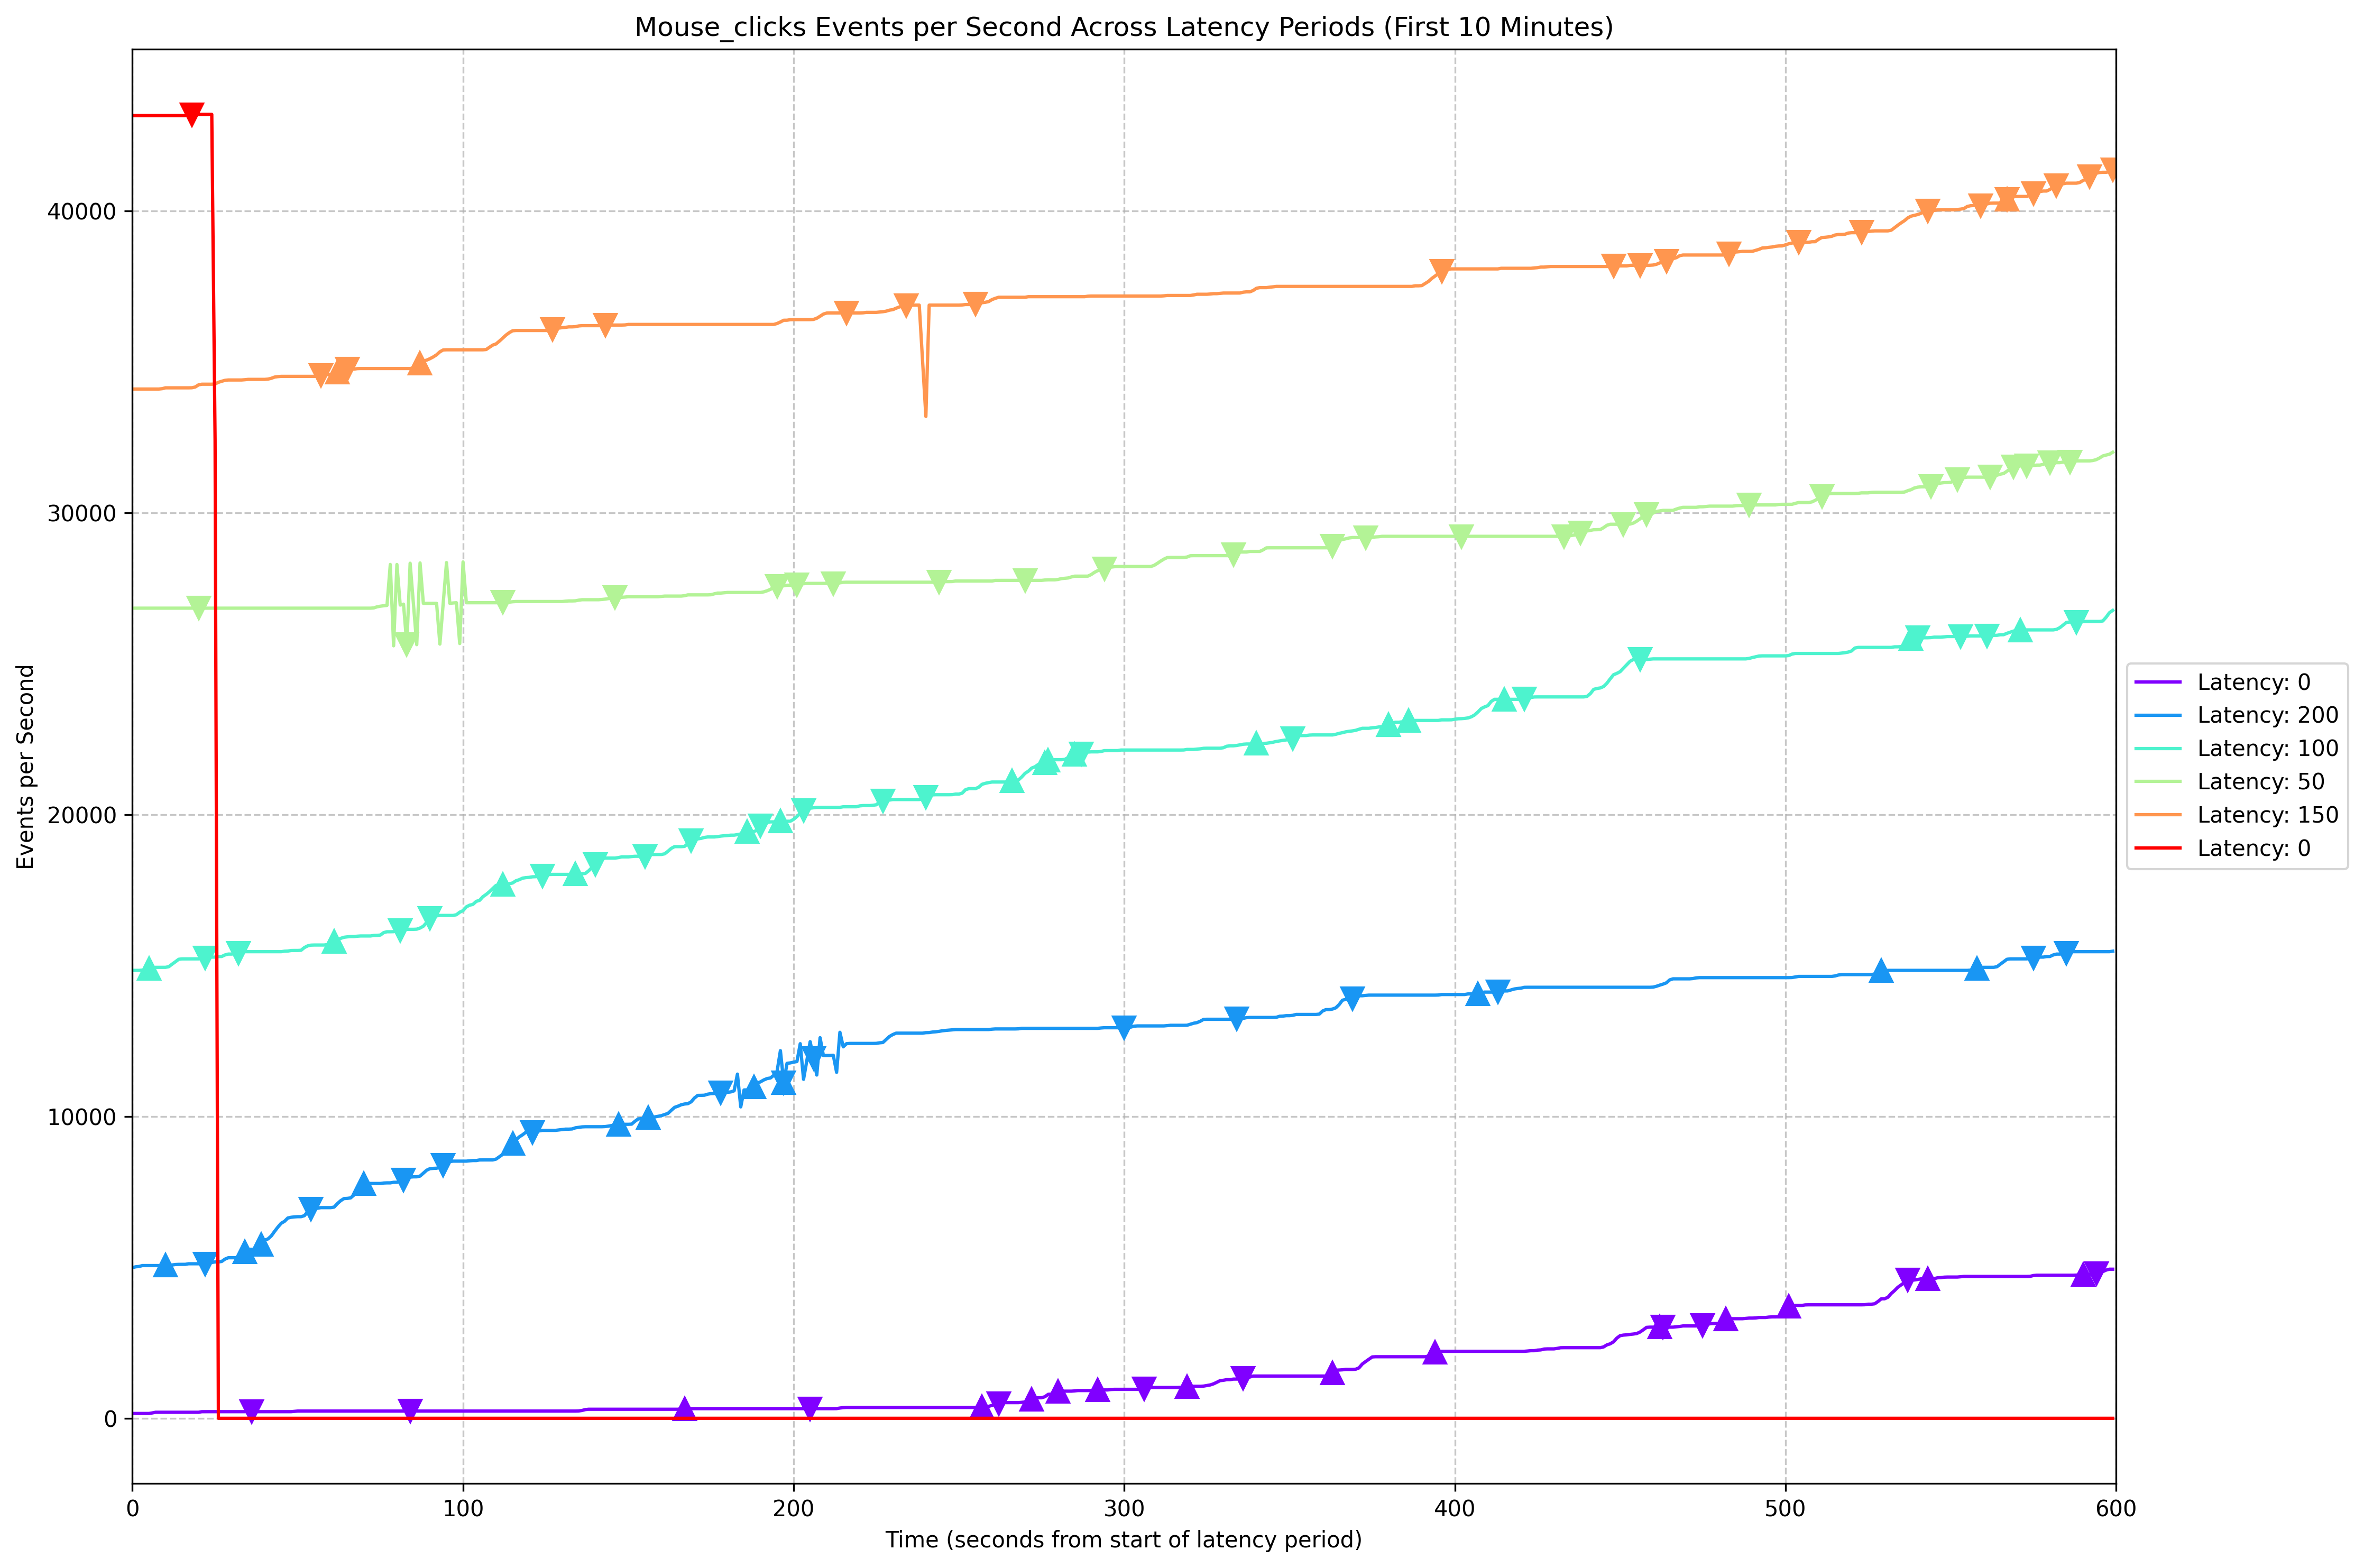 Mouse_clicks Events per Second Across Latency Periods (First 10 Minutes)
40000
30000
20000
10000
0
Events per Second
0 100 200 300 400 500 600
Time (seconds from start of latency period)
Latency: 0
Latency: 200
Latency: 100
Latency: 50
Latency: 150
Latency: 0